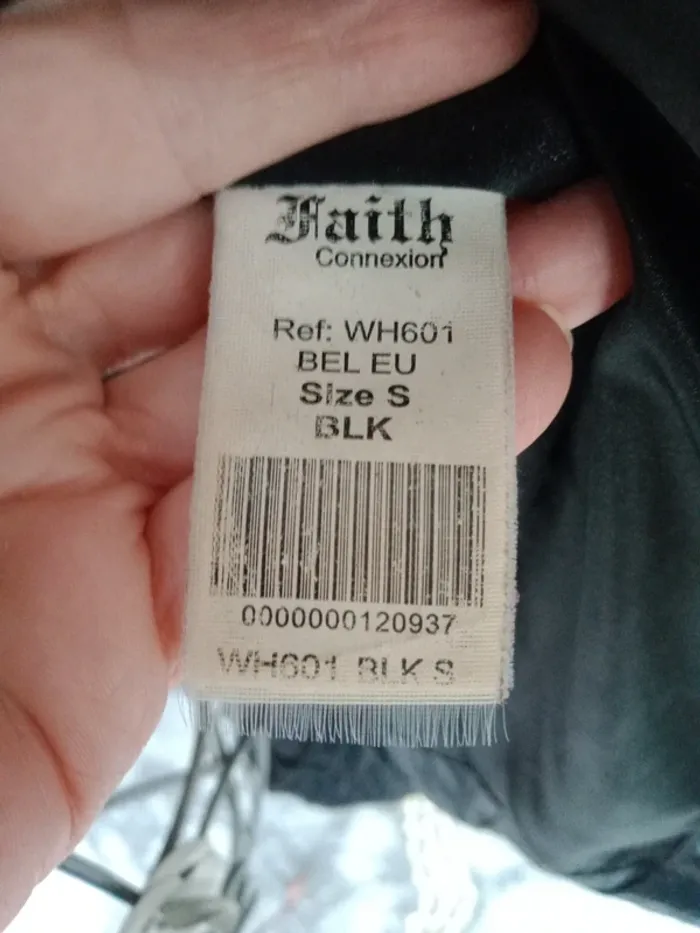 Faith
Connexion
Ref: WH601
BEL EU
Size S
BLK
0000000120937
WH601 BLK S